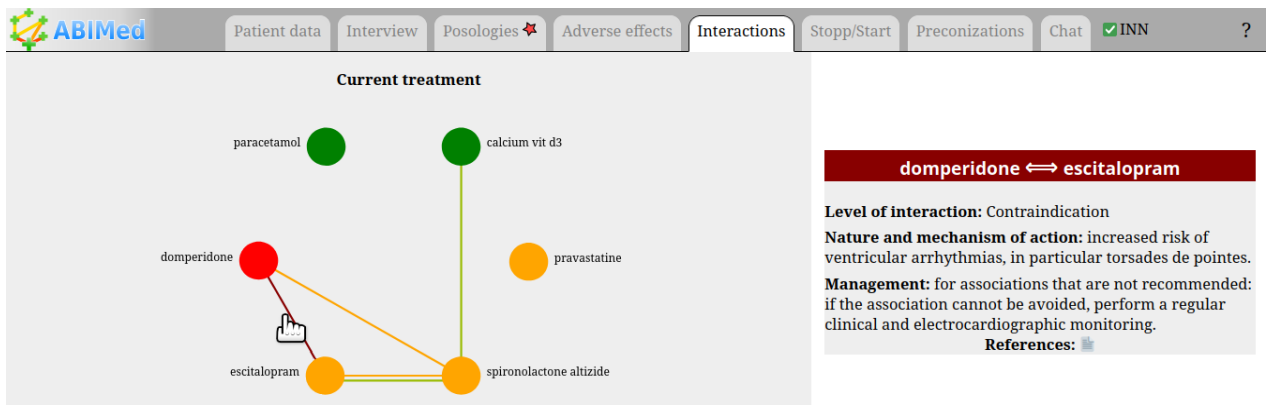 ABIMed Patient data Interview Posologies Adverse effects Interactions Stopp/Start Preconizations Chat INN ?
Current treatment
paracetamol
calcium vit d3
domperidone
pravastatine
escitalopram
spironolactone altizide
domperidone ⟺ escitalopram
Level of interaction: Contraindication
Nature and mechanism of action: increased risk of
ventricular arrhythmias, in particular torsades de pointes.
Management: for associations that are not recommended:
if the association cannot be avoided, perform a regular
clinical and electrocardiographic monitoring.
References: